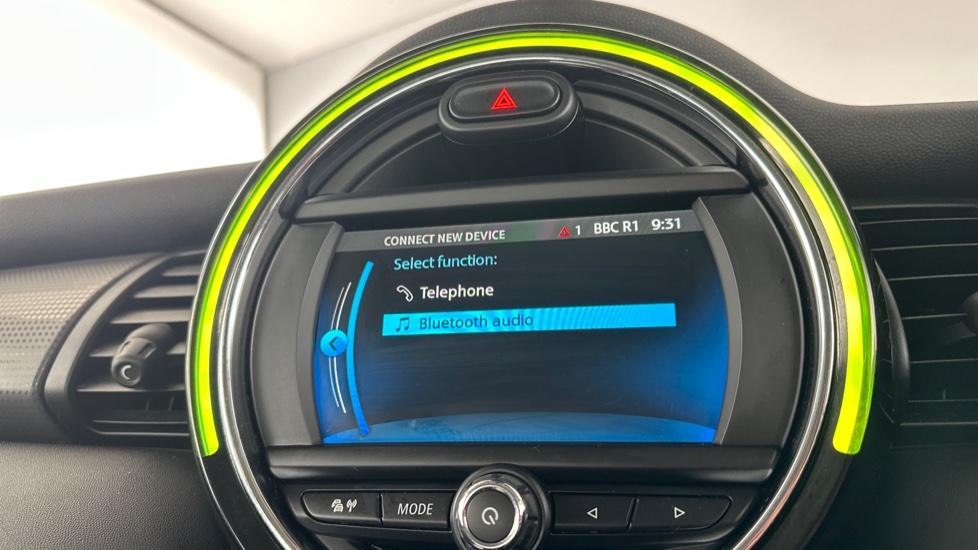 CONNECT NEW DEVICE 1 BBC R1 9:31
Select function:
Telephone
Bluetooth audio
MODE